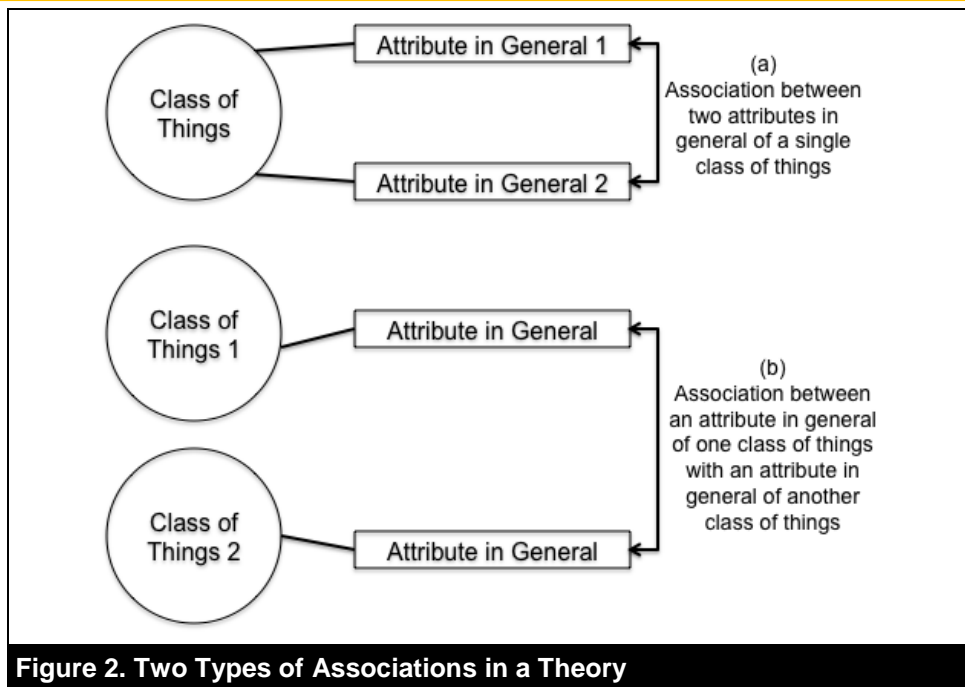 Class of
Things
Attribute in General 1
Attribute in General 2
(a)
Association between
two attributes in
general of a single
class of things
Class of
Things 1
Attribute in General
Class of
Things 2
Attribute in General
(b)
Association between
an attribute in general
of one class of things
with an attribute in
general of another
class of things
Figure 2. Two Types of Associations in a Theory